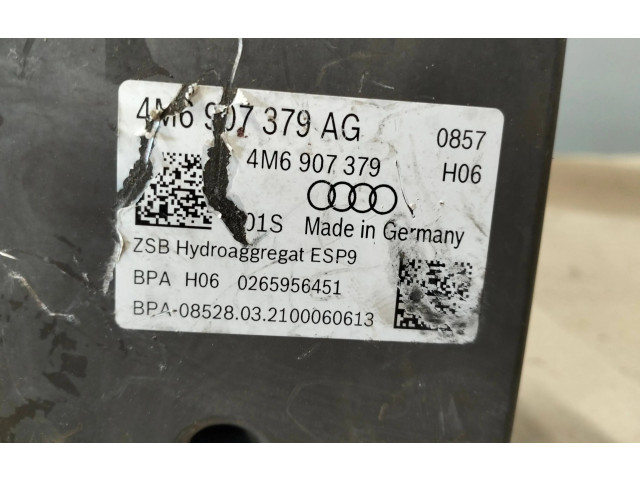 4M6 907 379 AG
0857
4M6 907 379
H06
01S Made in Germany
ZSB Hydroaggregat ESP9
BPA H06 0265956451
BPA-08528.03.2100060613